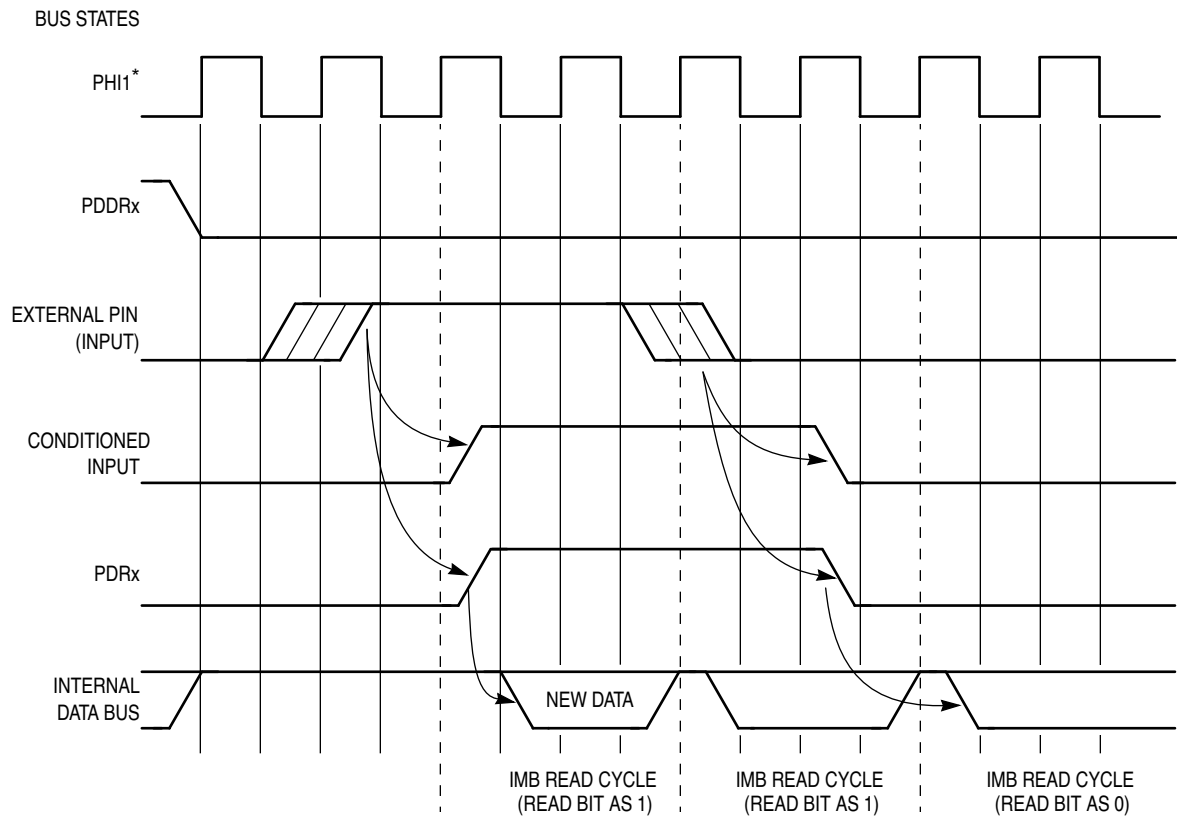 BUS STATES
PHI1*
PDDRx
EXTERNAL PIN
(INPUT)
CONDITIONED
INPUT
PDRx
INTERNAL
DATA BUS
NEW DATA
IMB READ CYCLE
(READ BIT AS 1)
IMB READ CYCLE
(READ BIT AS 1)
IMB READ CYCLE
(READ BIT AS 0)